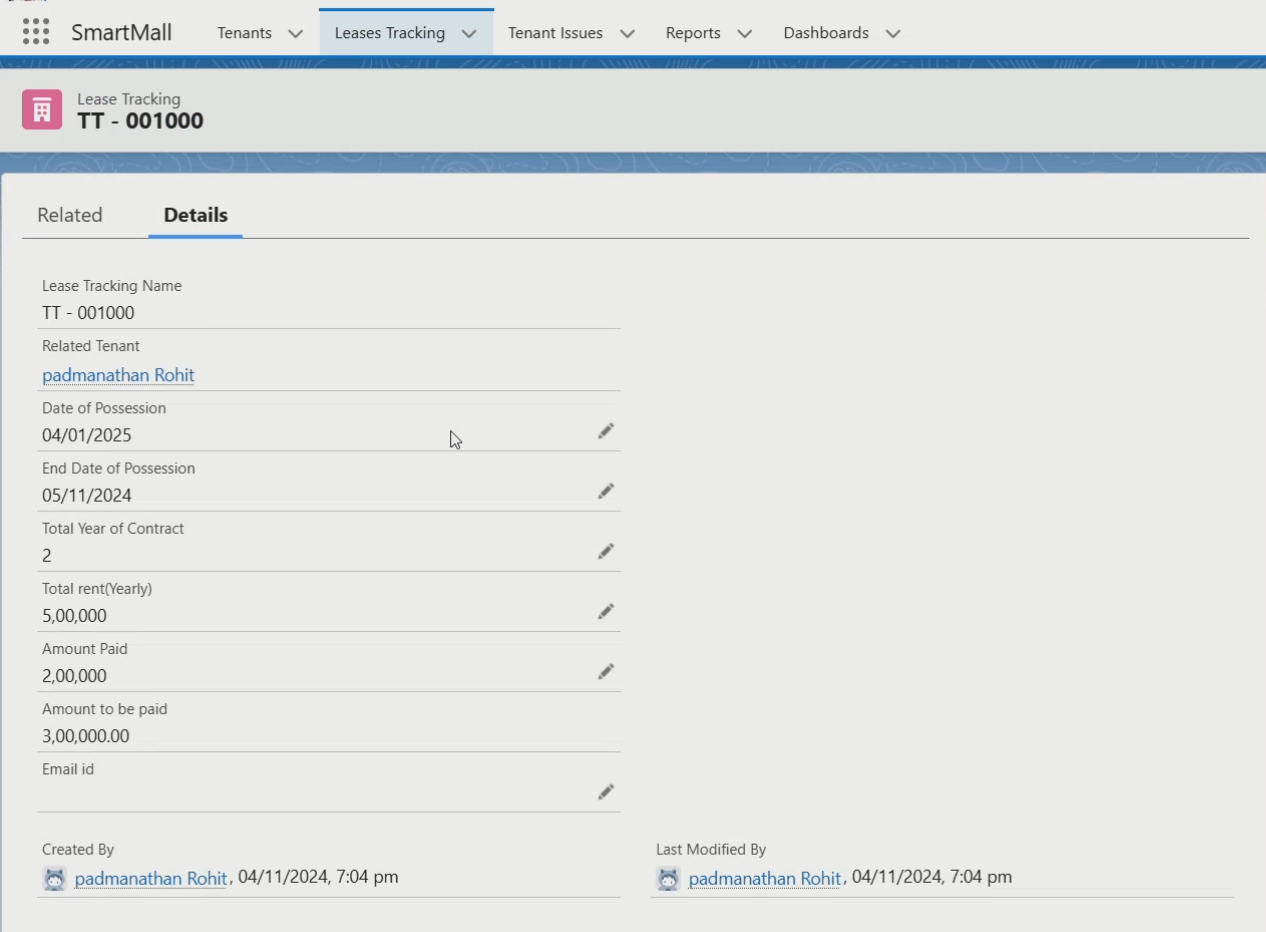 SmartMall Tenants Leases Tracking Tenant Issues Reports Dashboards
Lease Tracking
TT - 001000
Related Details
Lease Tracking Name
TT - 001000
Related Tenant
padmanathan Rohit
Date of Possession
04/01/2025
End Date of Possession
05/11/2024
Total Year of Contract
2
Total rent(Yearly)
5,00,000
Amount Paid
2,00,000
Amount to be paid
3,00,000.00
Email id
Created By
padmanathan Rohit, 04/11/2024, 7:04 pm
Last Modified By
padmanathan Rohit, 04/11/2024, 7:04 pm